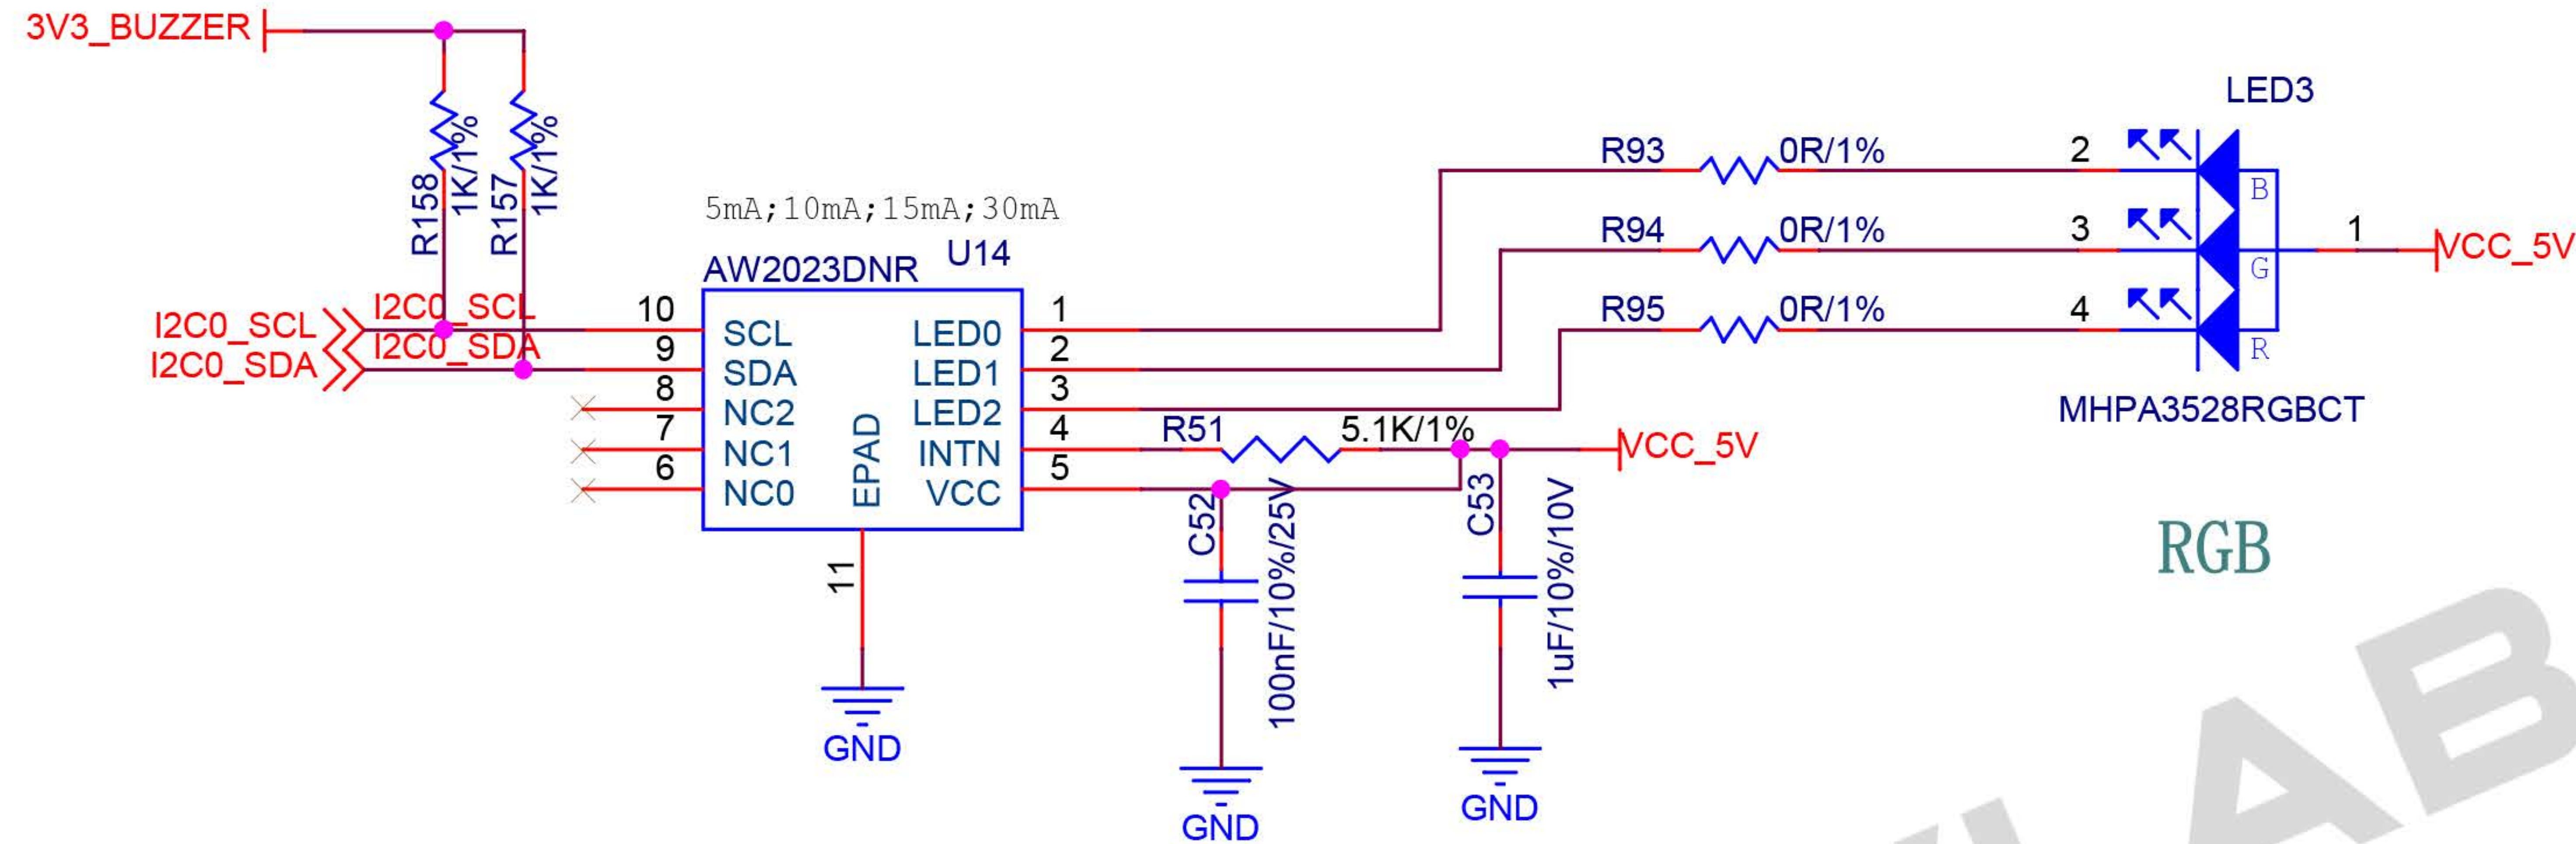 3V3_BUZZER
R158
1K/1%
R157
1K/1%
5mA;10mA;15mA;30mA
U14
AW2023DNR
I2C0_SCL
I2C0_SCL
I2C0_SDA
I2C0_SDA
10
9
8
7
6
SCL
SDA
NC2
NC1
NC0
EPAD
LED0
LED1
LED2
INTN
VCC
1
2
3
4
5
11
GND
R51
5.1K/1%
VCC_5V
C52
100nF/10%/25V
GND
C53
1uF/10%/10V
GND
R93
0R/1%
2
R94
0R/1%
3
R95
0R/1%
4
LED3
B
G
R
1
VCC_5V
MHPA3528RGBCT
RGB
AB